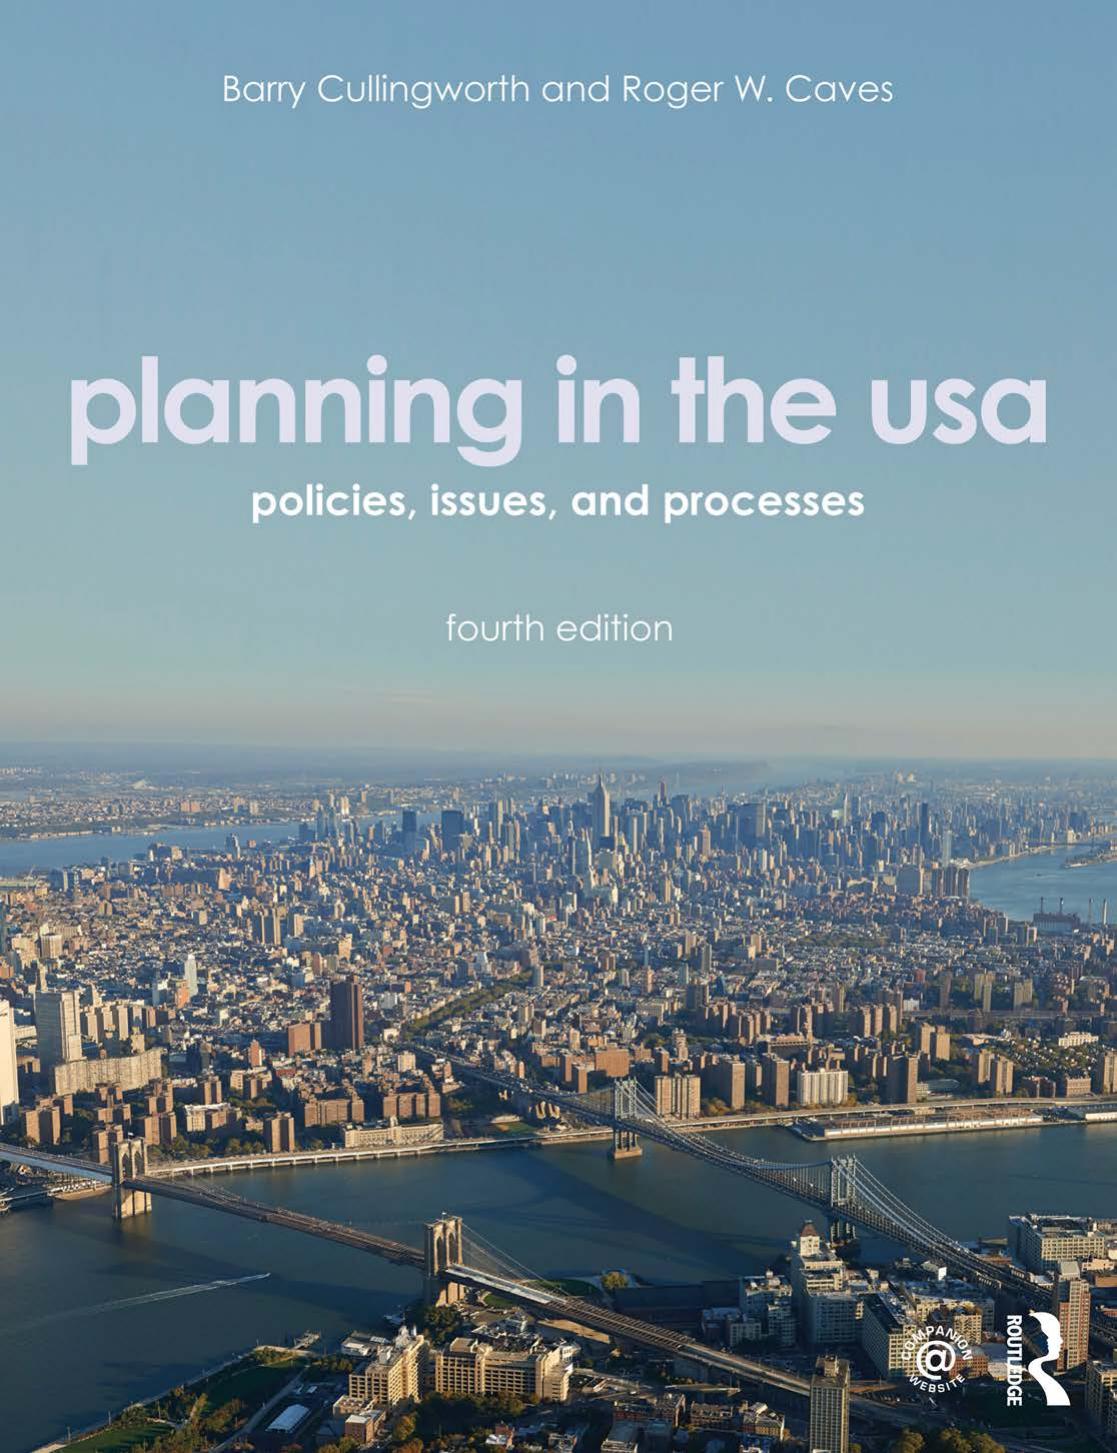 Barry Cullingworth and Roger W. Caves
planning in the usa
policies, issues, and processes
fourth edition
COMPANION
@
WEBSITE
ROUTLEDGE